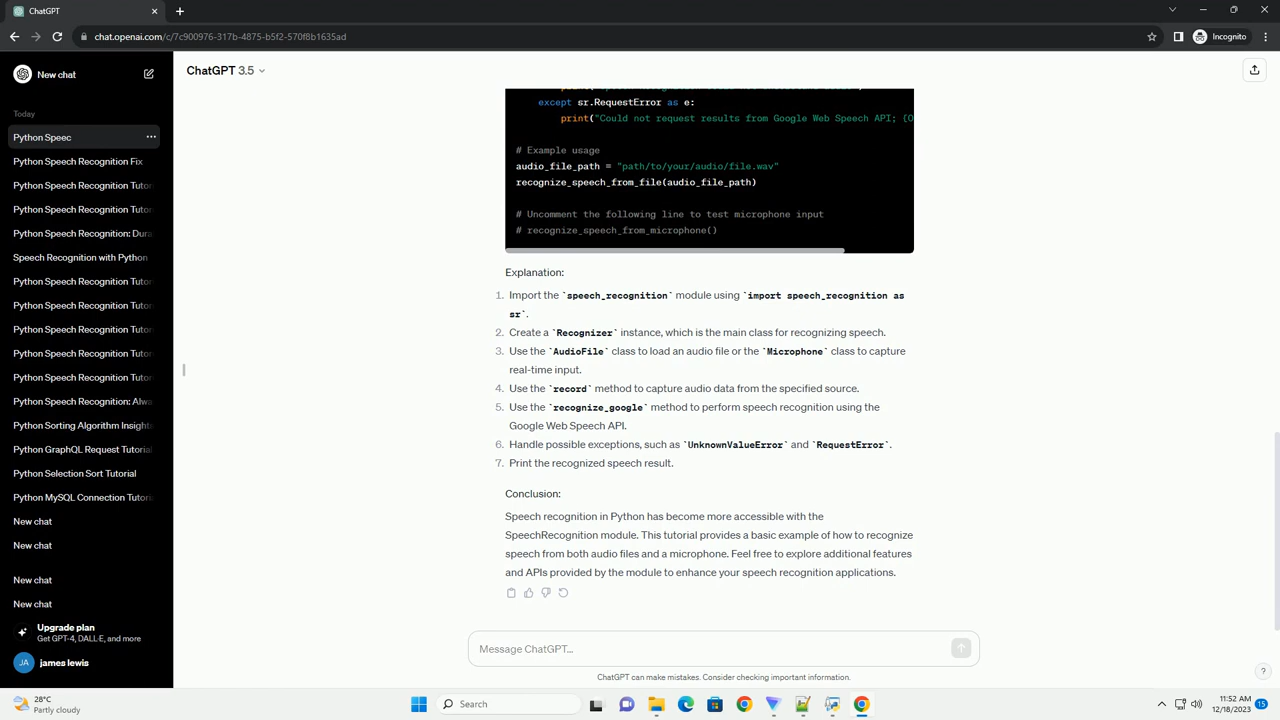 ChatGPT
chat.openai.com/c/7c900976-317b-4875-b5f2-570f8b1635ad
Incognito
New chat
Today
Python Speec
Python Speech Recognition Fix
Python Speech Recognition Tutor
Python Speech Recognition Tutor
Python Speech Recognition: Dura
Speech Recognition with Python
Python Speech Recognition Tutor
Python Speech Recognition Tutor
Python Speech Recognition Tutor
Python Speech Recognition Tutor
Python Speech Recognition Tutor
Python Speech Recognition: Alwa
Python Sorting Algorithm Insights
Python GraphQL Request Tutorial
Python Selection Sort Tutorial
Python MySQL Connection Tutori
New chat
New chat
New chat
New chat
Upgrade plan
Get GPT-4, DALL·E, and more
JA james lewis
ChatGPT 3.5
except sr.RequestError as e:
print("Could not request results from Google Web Speech API; {0
# Example usage
audio_file_path = "path/to/your/audio/file.wav"
recognize_speech_from_file(audio_file_path)
# Uncomment the following line to test microphone input
# recognize_speech_from_microphone()
Explanation:
1. Import the `speech_recognition` module using `import speech_recognition as
sr`.
2. Create a `Recognizer` instance, which is the main class for recognizing speech.
3. Use the `AudioFile` class to load an audio file or the `Microphone` class to capture
real-time input.
4. Use the `record` method to capture audio data from the specified source.
5. Use the `recognize_google` method to perform speech recognition using the
Google Web Speech API.
6. Handle possible exceptions, such as `UnknownValueError` and `RequestError`.
7. Print the recognized speech result.
Conclusion:
Speech recognition in Python has become more accessible with the
SpeechRecognition module. This tutorial provides a basic example of how to recognize
speech from both audio files and a microphone. Feel free to explore additional features
and APIs provided by the module to enhance your speech recognition applications.
Message ChatGPT...
ChatGPT can make mistakes. Consider checking important information.
?
28°C
Partly cloudy
Search
11:52 AM
12/18/2023
15